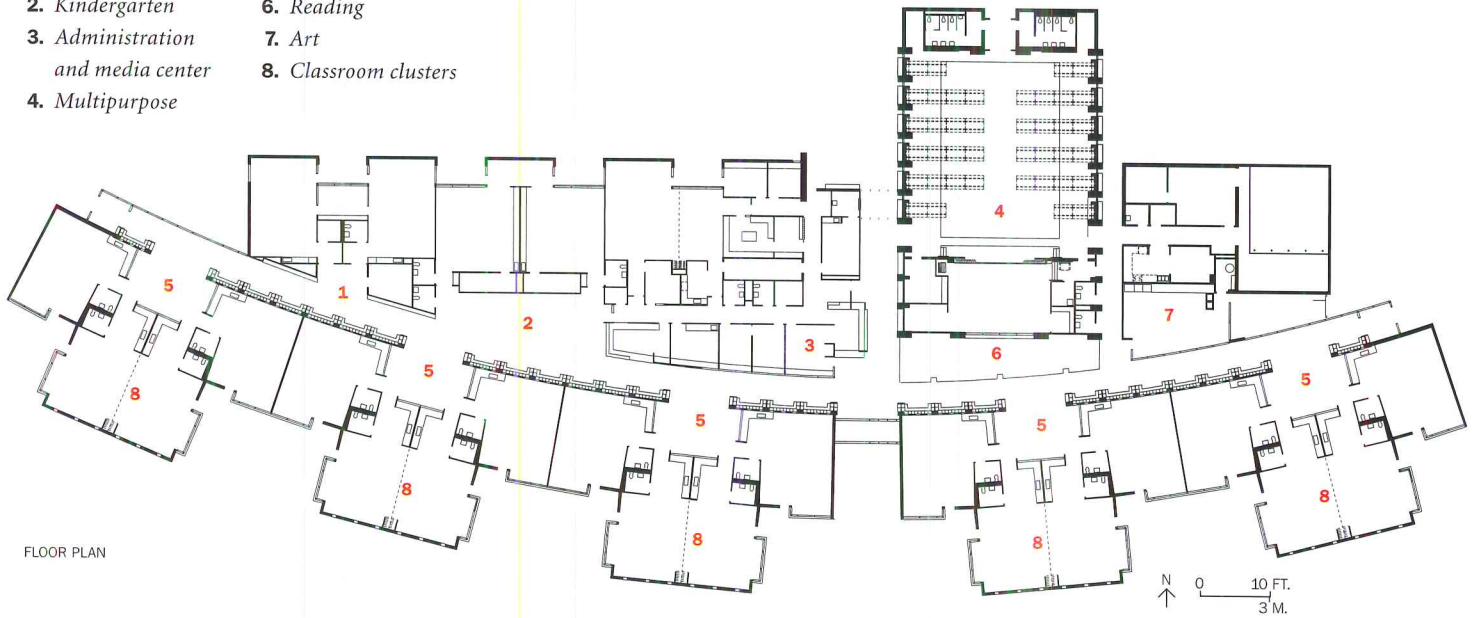 2. Kindergarten
3. Administration
and media center
4. Multipurpose
6. Reading
7. Art
8. Classroom clusters
4
5
1
2
3
6
7
5
5
5
5
5
8
8
8
8
8
FLOOR PLAN
N
0 10 FT.
3 M.